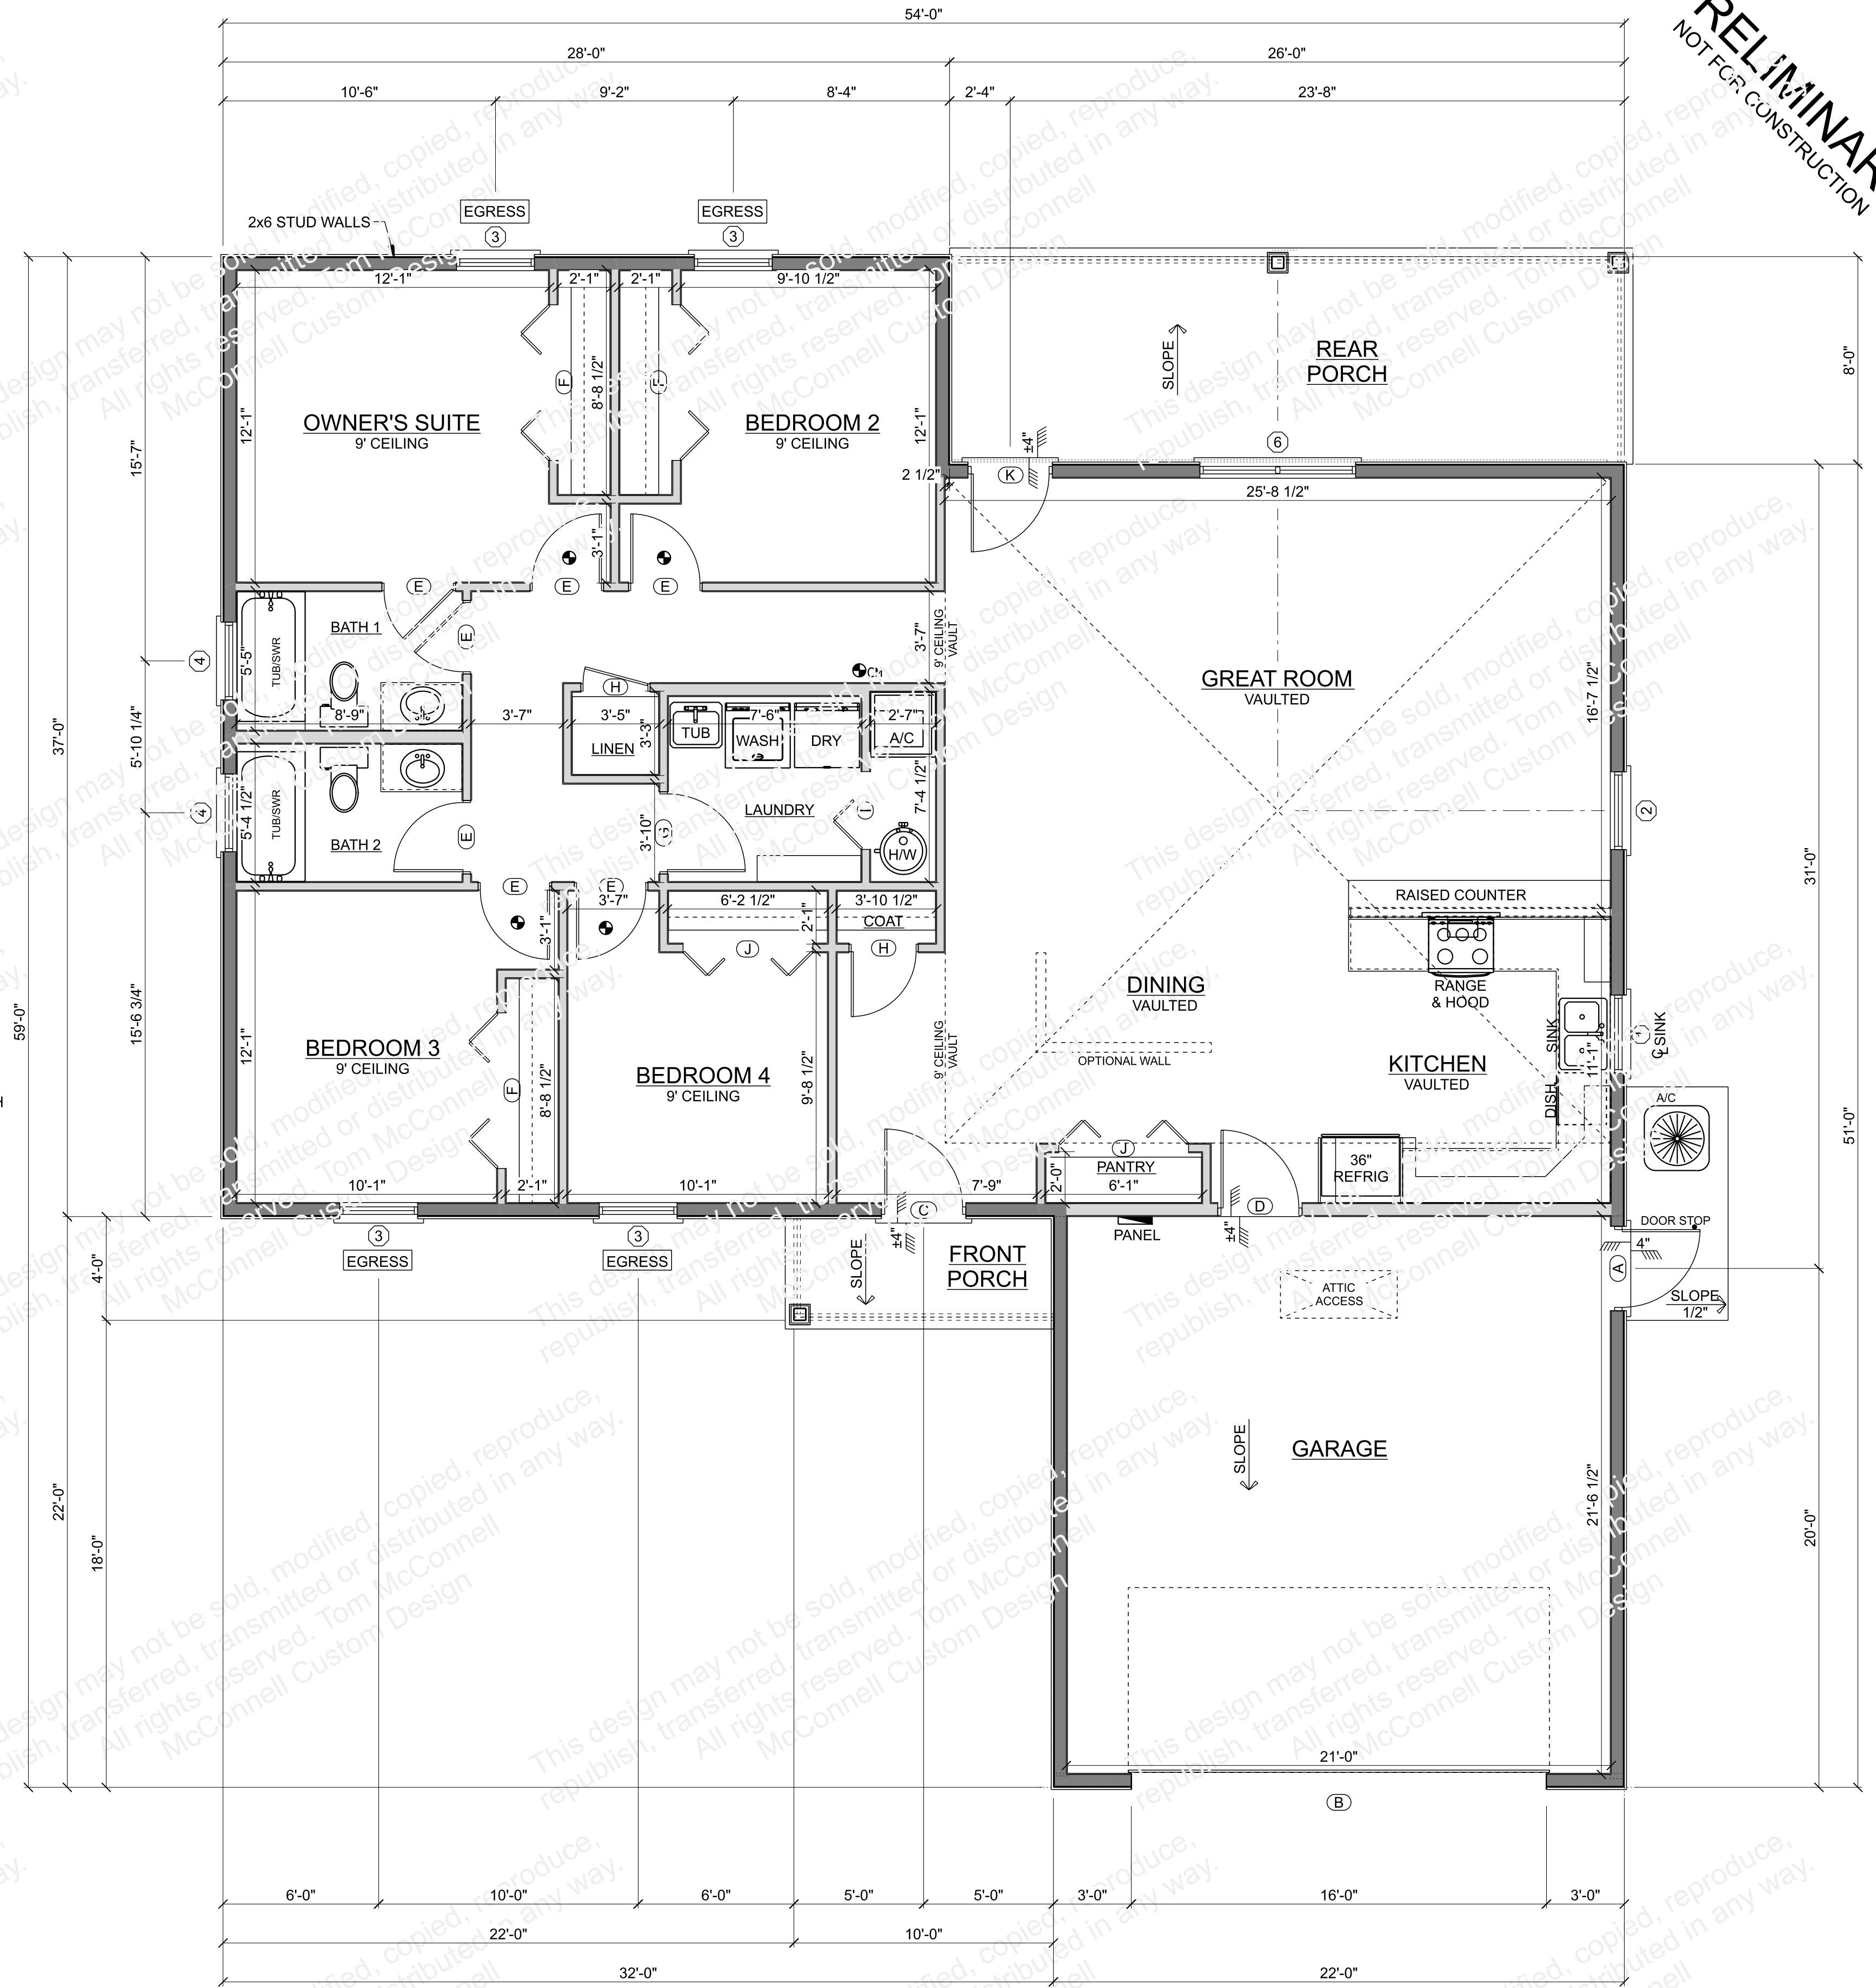 54'-0"
28'-0"
26'-0"
10'-6"
9'-2"
8'-4"
2'-4"
23'-8"
RELIMINAR
NOT FOR CONSTRUCTION
2x6 STUD WALLS
EGRESS
3
EGRESS
3
12'-1"
2'-1"
2'-1"
9'-10 1/2"
8'-0"
SLOPE
REAR
PORCH
F
8'-8 1/2"
F
12'-1"
OWNER'S SUITE
9' CEILING
BEDROOM 2
9' CEILING
12'-1"
15'-7"
±4"
6
2 1/2"
K
25'-8 1/2"
3'-1"
E
E
E
37'-0"
BATH 1
TUB/SWR
5'-5"
E
3'-7"
9' CEILING
VAULT
4
8'-9"
3'-7"
H
3'-5"
3'-3"
LINEN
TUB
7'-6"
WASH
DRY
2'-7"
A/C
CM
GREAT ROOM
VAULTED
16'-7 1/2"
5'-10 1/4"
4
5'-4 1/2"
TUB/SWR
BATH 2
E
3'-10"
G
LAUNDRY
I
7'-4 1/2"
H/W
2
31'-0"
E
E
3'-7"
6'-2 1/2"
3'-10 1/2"
COAT
2'-1"
3'-1"
J
H
RAISED COUNTER
RANGE
& HOOD
DINING
VAULTED
15'-6 3/4"
59'-0"
12'-1"
BEDROOM 3
9' CEILING
F
8'-8 1/2"
BEDROOM 4
9' CEILING
9'-8 1/2"
9' CEILING
VAULT
OPTIONAL WALL
KITCHEN
VAULTED
SINK
DISH
11'-1"
SINK
A/C
51'-0"
10'-1"
2'-1"
10'-1"
7'-9"
2'-0"
J
PANTRY
6'-1"
36"
REFRIG
C
D
3
EGRESS
3
EGRESS
SLOPE
±4"
FRONT
PORCH
PANEL
±4"
DOOR STOP
4"
A
ATTIC
ACCESS
SLOPE
1/2"
4'-0"
22'-0"
18'-0"
SLOPE
GARAGE
21'-6 1/2"
20'-0"
21'-0"
B
6'-0"
10'-0"
6'-0"
5'-0"
5'-0"
3'-0"
16'-0"
3'-0"
22'-0"
10'-0"
32'-0"
22'-0"
This design may not be sold, modified, copied, reproduce,
republish, transferred, transmitted or distributed in any way.
All rights reserved. Tom McConnell
McConnell Custom Design